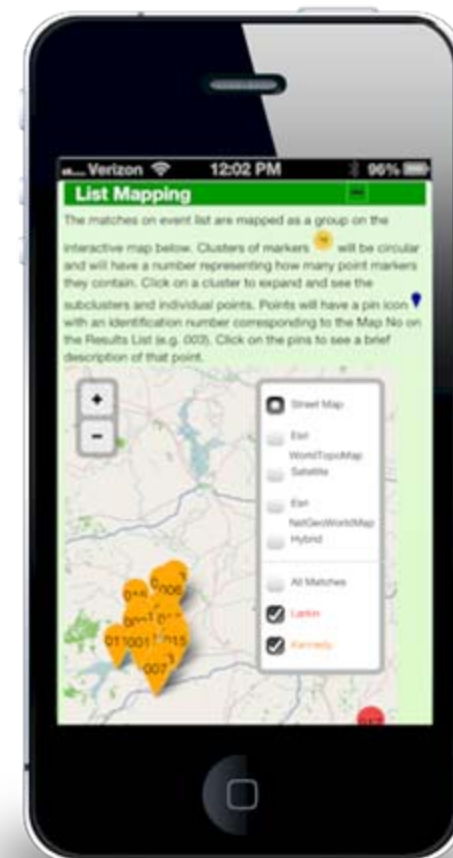 Verizon 12:02 PM 96%
List Mapping
The matches on event list are mapped as a group on the
interactive map below. Clusters of markers will be circular
and will have a number representing how many point markers
they contain. Click on a cluster to expand and see the
subclusters and individual points. Points will have a pin icon
with an identification number corresponding to the Map No on
the Results List (e.g. 003). Click on the pins to see a brief
description of that point.
+
−
Street Map
Esri
WorldTopoMap
Satellite
Esri
NatGeoWorldMap
Hybrid
All Matches
Larkin
Kennedy
006
001
015
007